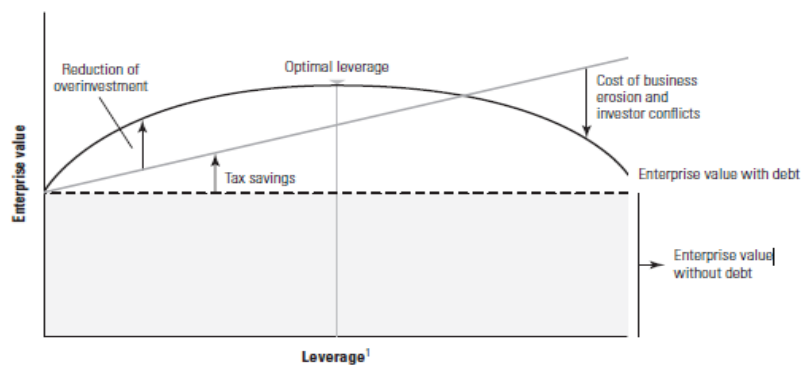 Reduction of
overinvestment
Optimal leverage
Cost of business
erosion and
investor conflicts
Tax savings
Enterprise value with debt
Enterprise value
Enterprise value
without debt
Leverage¹